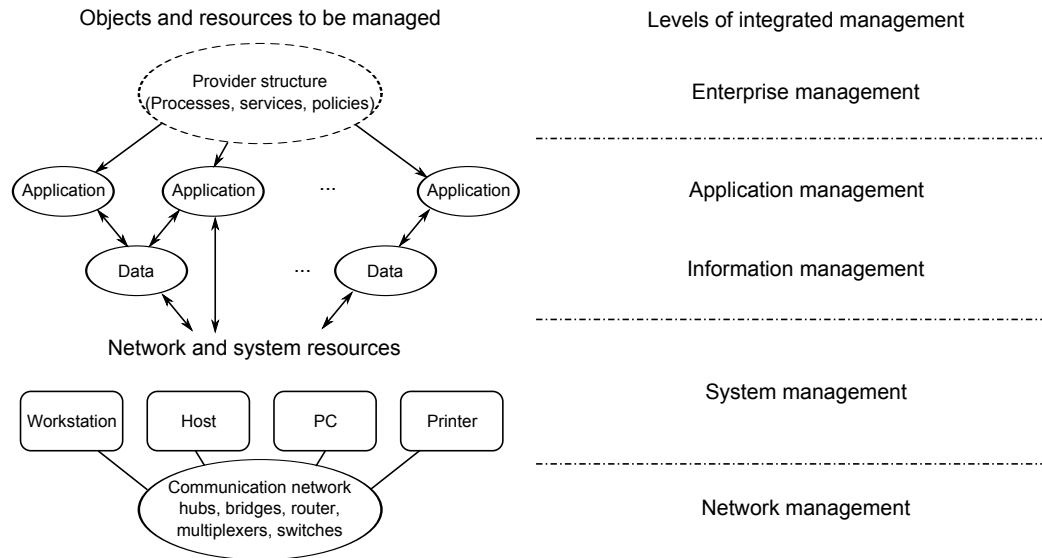 Objects and resources to be managed
Levels of integrated management
Provider structure
(Processes, services, policies)
Enterprise management
Application
Application
...
Application
Application management
Data
...
Data
Information management
Network and system resources
System management
Workstation
Host
PC
Printer
Communication network
hubs, bridges, router,
multiplexers, switches
Network management